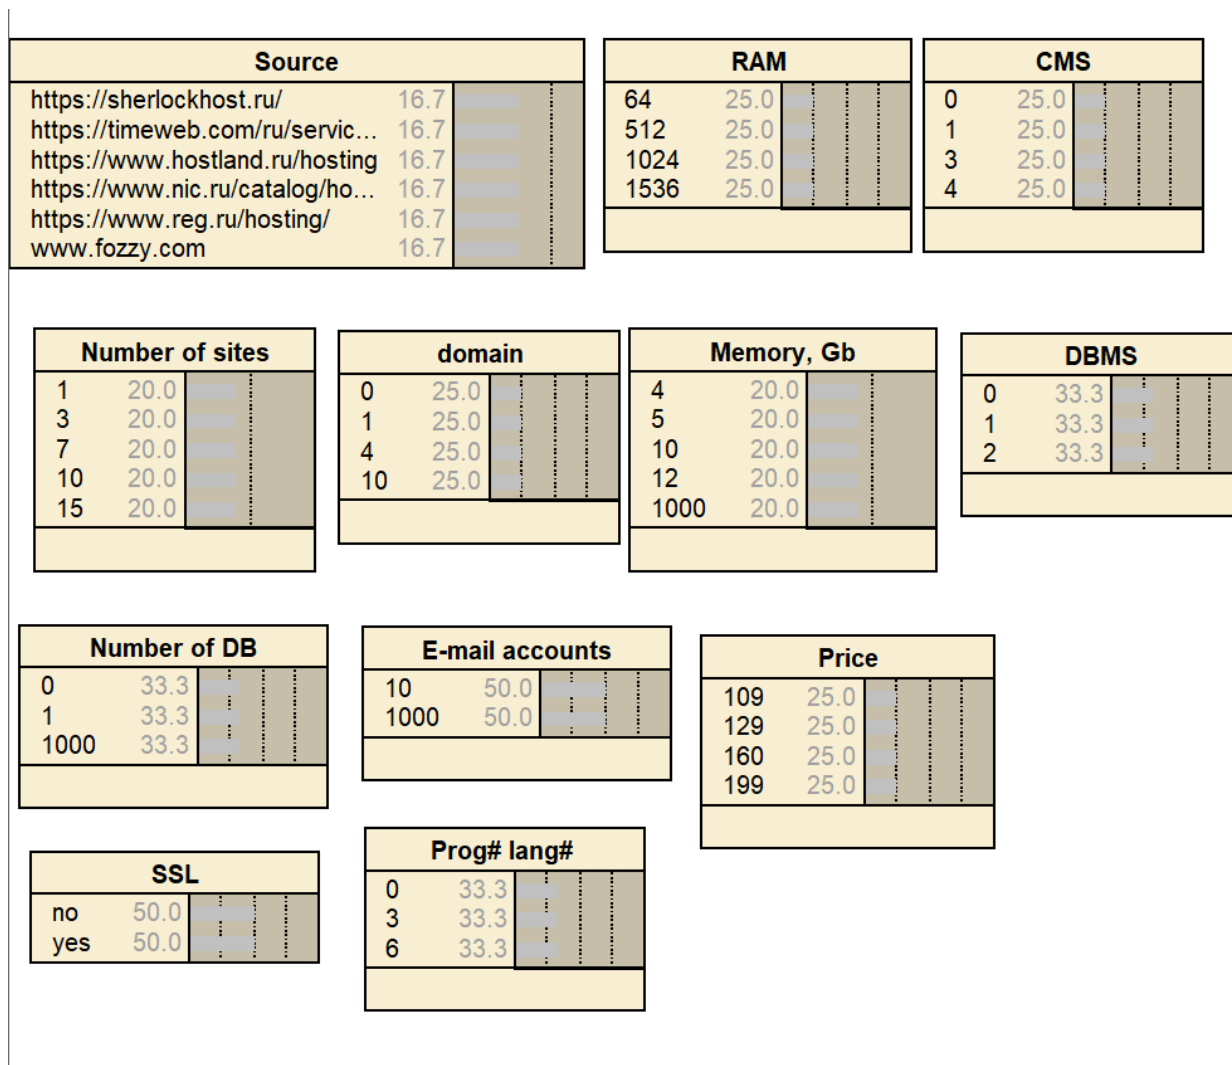 Source
https://sherlockhost.ru/ 16.7
https://timeweb.com/ru/servic... 16.7
https://www.hostland.ru/hosting 16.7
https://www.nic.ru/catalog/ho... 16.7
https://www.reg.ru/hosting/ 16.7
www.fozzy.com 16.7
RAM
64 25.0
512 25.0
1024 25.0
1536 25.0
CMS
0 25.0
1 25.0
3 25.0
4 25.0
Number of sites
1 20.0
3 20.0
7 20.0
10 20.0
15 20.0
domain
0 25.0
1 25.0
4 25.0
10 25.0
Memory, Gb
4 20.0
5 20.0
10 20.0
12 20.0
1000 20.0
DBMS
0 33.3
1 33.3
2 33.3
Number of DB
0 33.3
1 33.3
1000 33.3
E-mail accounts
10 50.0
1000 50.0
Price
109 25.0
129 25.0
160 25.0
199 25.0
SSL
no 50.0
yes 50.0
Prog# lang#
0 33.3
3 33.3
6 33.3